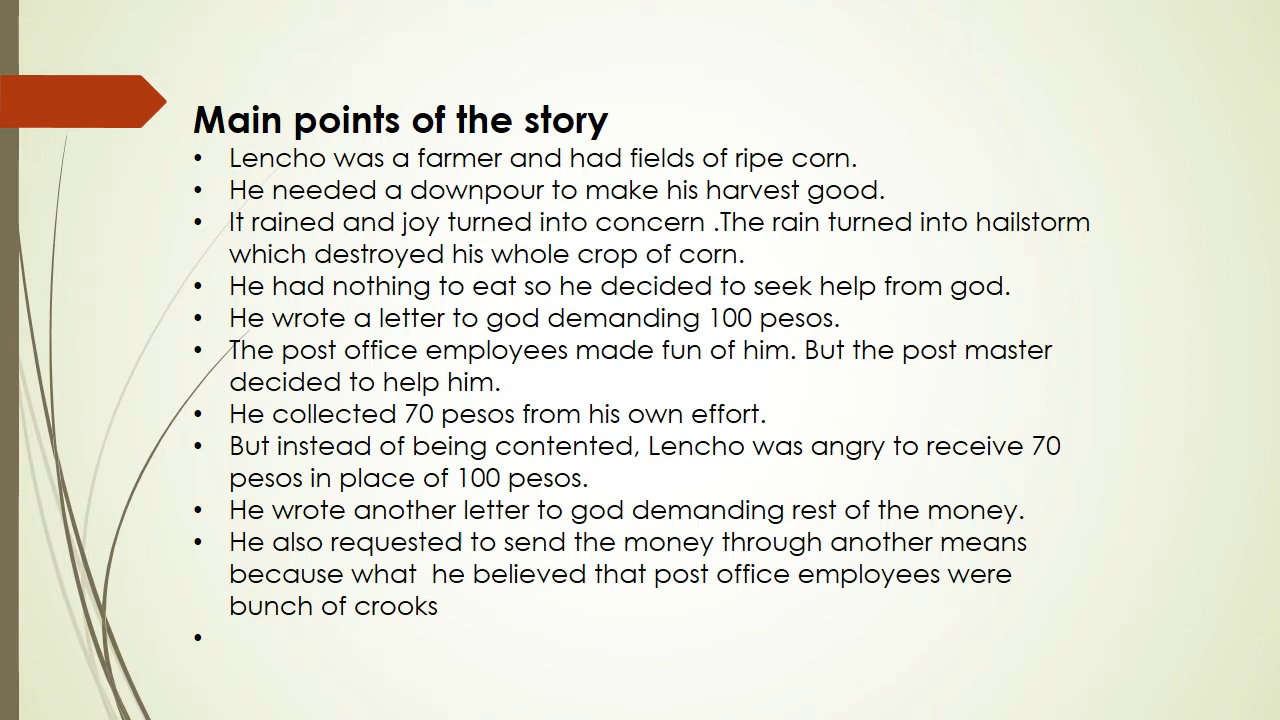 Main points of the story
• Lencho was a farmer and had fields of ripe corn.
• He needed a downpour to make his harvest good.
• It rained and joy turned into concern .The rain turned into hailstorm
which destroyed his whole crop of corn.
• He had nothing to eat so he decided to seek help from god.
• He wrote a letter to god demanding 100 pesos.
• The post office employees made fun of him. But the post master
decided to help him.
• He collected 70 pesos from his own effort.
• But instead of being contented, Lencho was angry to receive 70
pesos in place of 100 pesos.
• He wrote another letter to god demanding rest of the money.
• He also requested to send the money through another means
because what  he believed that post office employees were
bunch of crooks
•